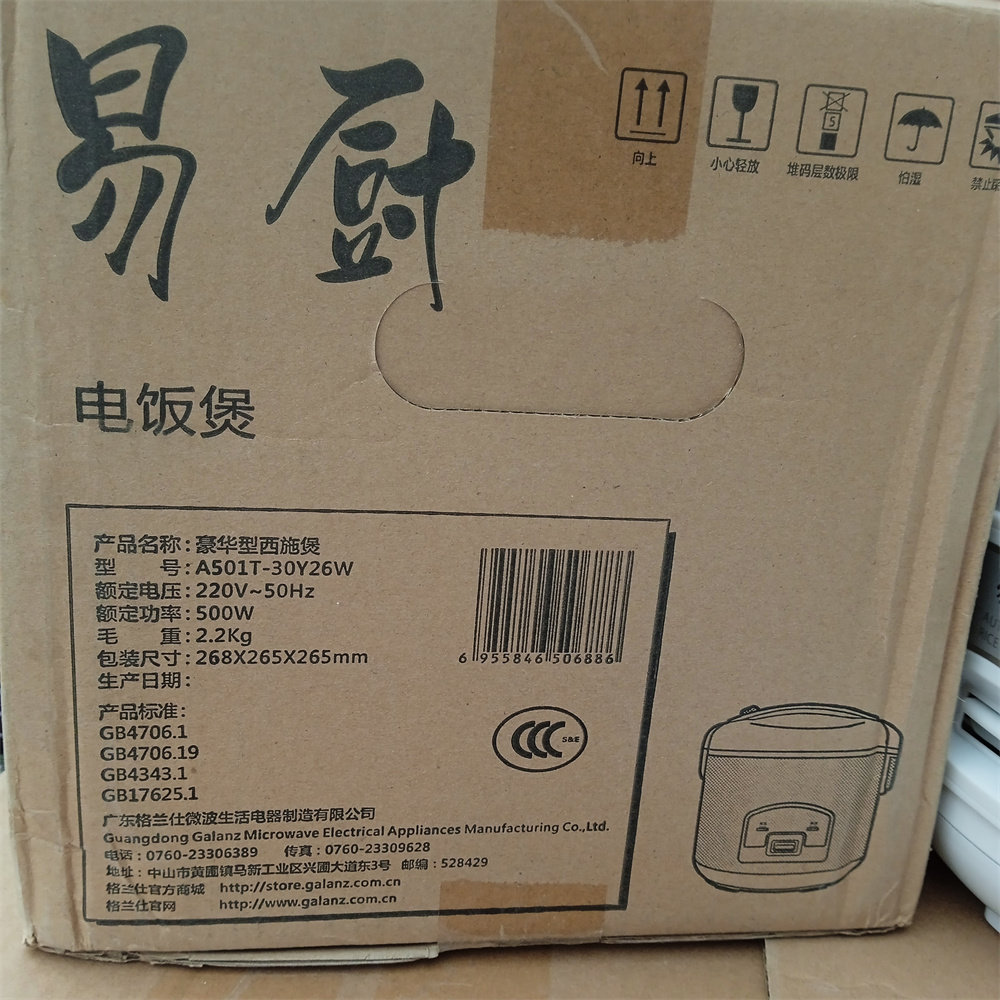 易厨
向上
小心轻放
5
堆码层数极限
怕湿
禁止踩
电饭煲
产品名称:豪华型西施煲
型 号:A501T-30Y26W
额定电压:220V~50Hz
额定功率:500W
毛 重:2.2Kg
包装尺寸:268X265X265mm
生产日期:
6 955846 506886
产品标准:
GB4706.1
GB4706.19
GB4343.1
GB17625.1
CCC S&E
广东格兰仕微波生活电器制造有限公司
Guangdong Galanz Microwave Electrical Appliances Manufacturing Co.,Ltd.
电话:0760-23306389 传真:0760-23309628
地址:中山市黄圃镇马新工业区兴圃大道东3号 邮编:528429
格兰仕官方商城 http://store.galanz.com.cn
格兰仕官网 http://www.galanz.com.cn